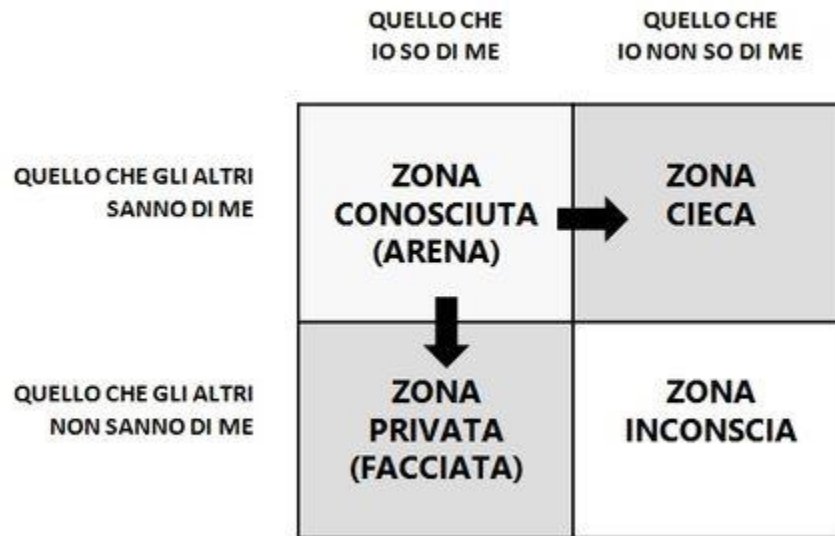 QUELLO CHE
IO SO DI ME
QUELLO CHE
IO NON SO DI ME
QUELLO CHE GLI ALTRI
SANNO DI ME
ZONA
CONOSCIUTA
(ARENA)
ZONA
CIECA
QUELLO CHE GLI ALTRI
NON SANNO DI ME
ZONA
PRIVATA
(FACCIATA)
ZONA
INCONSCIA